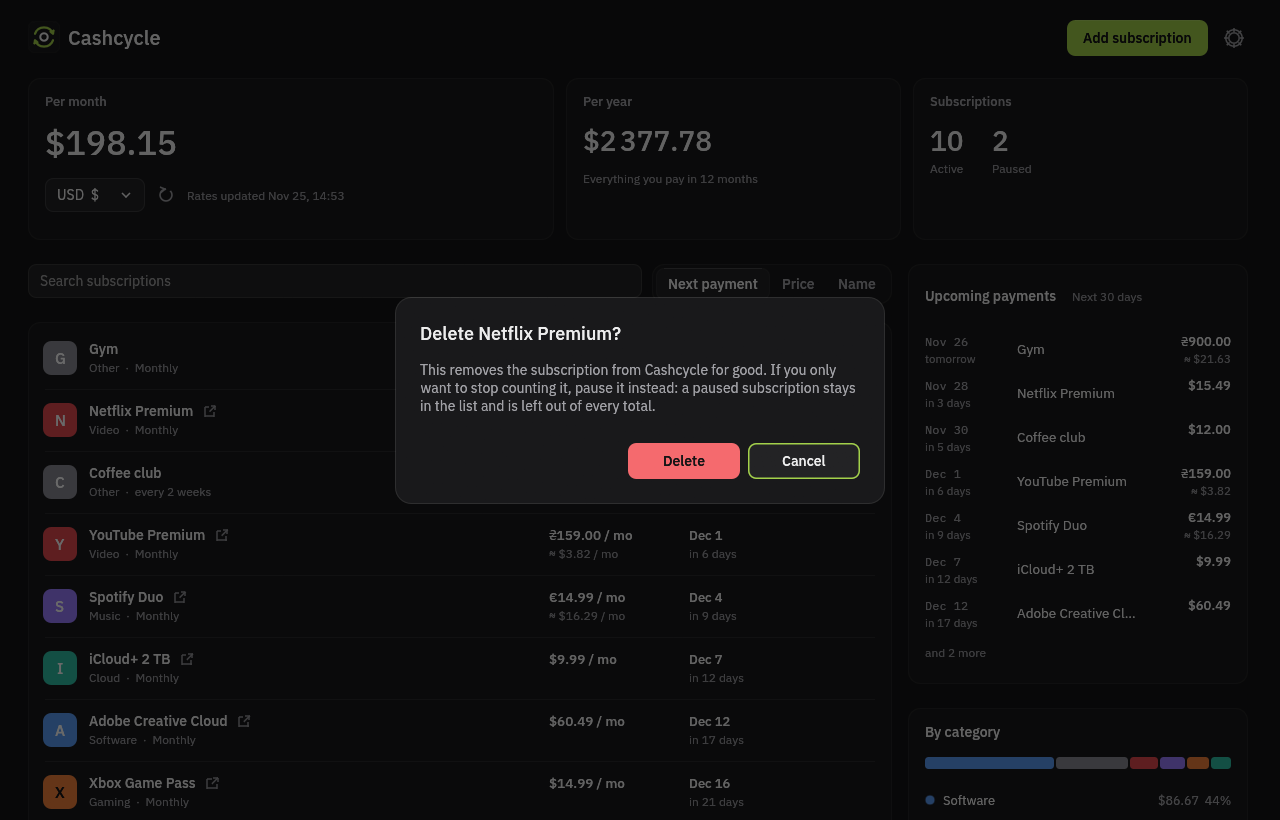 Cashcycle
Add subscription
Per month
$198.15
USD $
Rates updated Nov 25, 14:53
Per year
$2 377.78
Everything you pay in 12 months
Subscriptions
10 2
Active Paused
Search subscriptions
Next payment Price Name
Delete Netflix Premium?
This removes the subscription from Cashcycle for good. If you only
want to stop counting it, pause it instead: a paused subscription stays
in the list and is left out of every total.
Delete Cancel
G Gym
Other · Monthly
N Netflix Premium
Video · Monthly
C Coffee club
Other · every 2 weeks
Y YouTube Premium ₴159.00 / mo Dec 1
Video · Monthly ≈ $3.82 / mo in 6 days
S Spotify Duo €14.99 / mo Dec 4
Music · Monthly ≈ $16.29 / mo in 9 days
I iCloud+ 2 TB $9.99 / mo Dec 7
Cloud · Monthly in 12 days
A Adobe Creative Cloud $60.49 / mo Dec 12
Software · Monthly in 17 days
X Xbox Game Pass $14.99 / mo Dec 16
Gaming · Monthly in 21 days
Upcoming payments Next 30 days
Nov 26 Gym ₴900.00
tomorrow ≈ $21.63
Nov 28 Netflix Premium $15.49
in 3 days
Nov 30 Coffee club $12.00
in 5 days
Dec 1 YouTube Premium ₴159.00
in 6 days ≈ $3.82
Dec 4 Spotify Duo €14.99
in 9 days ≈ $16.29
Dec 7 iCloud+ 2 TB $9.99
in 12 days
Dec 12 Adobe Creative Cl... $60.49
in 17 days
and 2 more
By category
Software $86.67 44%